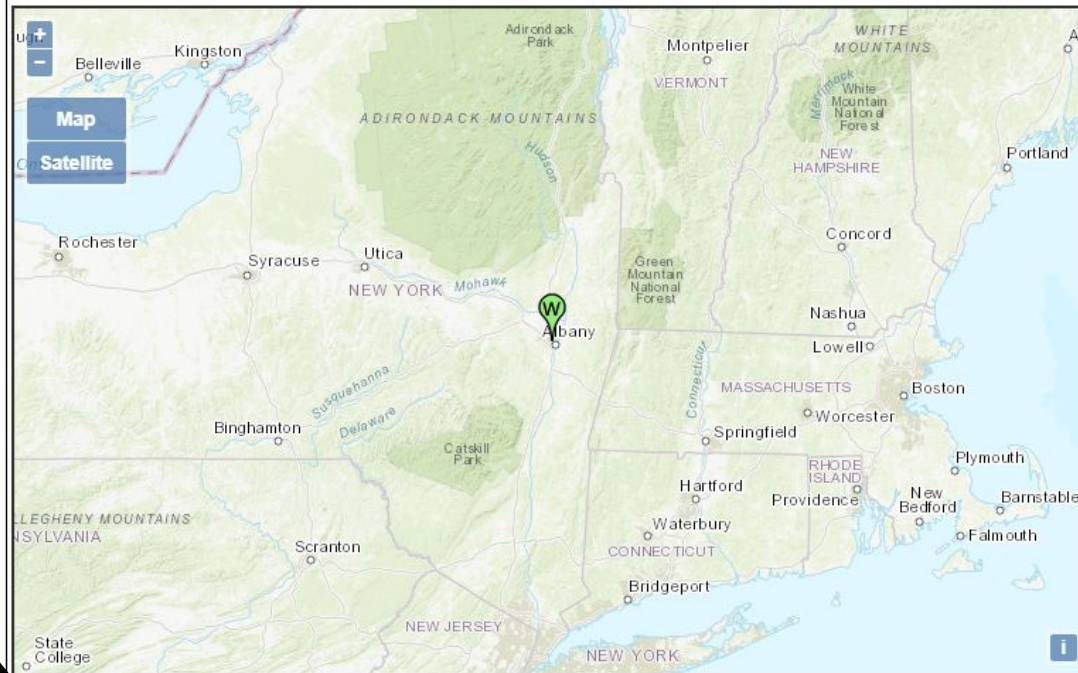 ugh
+
−
Map
Satellite
Belleville
Kingston
Adirondack
Park
ADIRONDACK MOUNTAINS
Hudson
Montpelier
VERMONT
WHITE
MOUNTAINS
Merrimack
White
Mountain
National
Forest
NEW
HAMPSHIRE
A
Portland
Rochester
Syracuse
Utica
NEW YORK
Mohawk
Green
Mountain
National
Forest
Concord
W
Albany
Nashua
Lowell
Susquehanna
Delaware
Connecticut
MASSACHUSETTS
Boston
Worcester
Binghamton
Catskill
Park
Springfield
RHODE
ISLAND
Plymouth
Hartford
Providence
New
Bedford
Barnstable
LLEGHENY MOUNTAINS
NSYLVANIA
Waterbury
CONNECTICUT
Falmouth
Scranton
Bridgeport
NEW JERSEY
State
College
NEW YORK
i